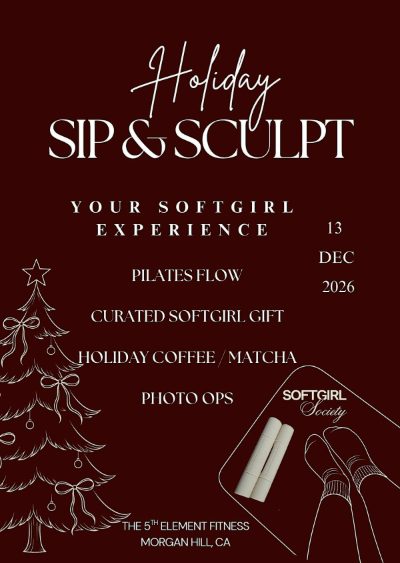 Holiday
SIP & SCULPT
YOUR SOFTGIRL
EXPERIENCE
13
DEC
2026
PILATES FLOW
CURATED SOFTGIRL GIFT
HOLIDAY COFFEE / MATCHA
PHOTO OPS
SOFTGIRL
Society
THE 5TH ELEMENT FITNESS
MORGAN HILL, CA